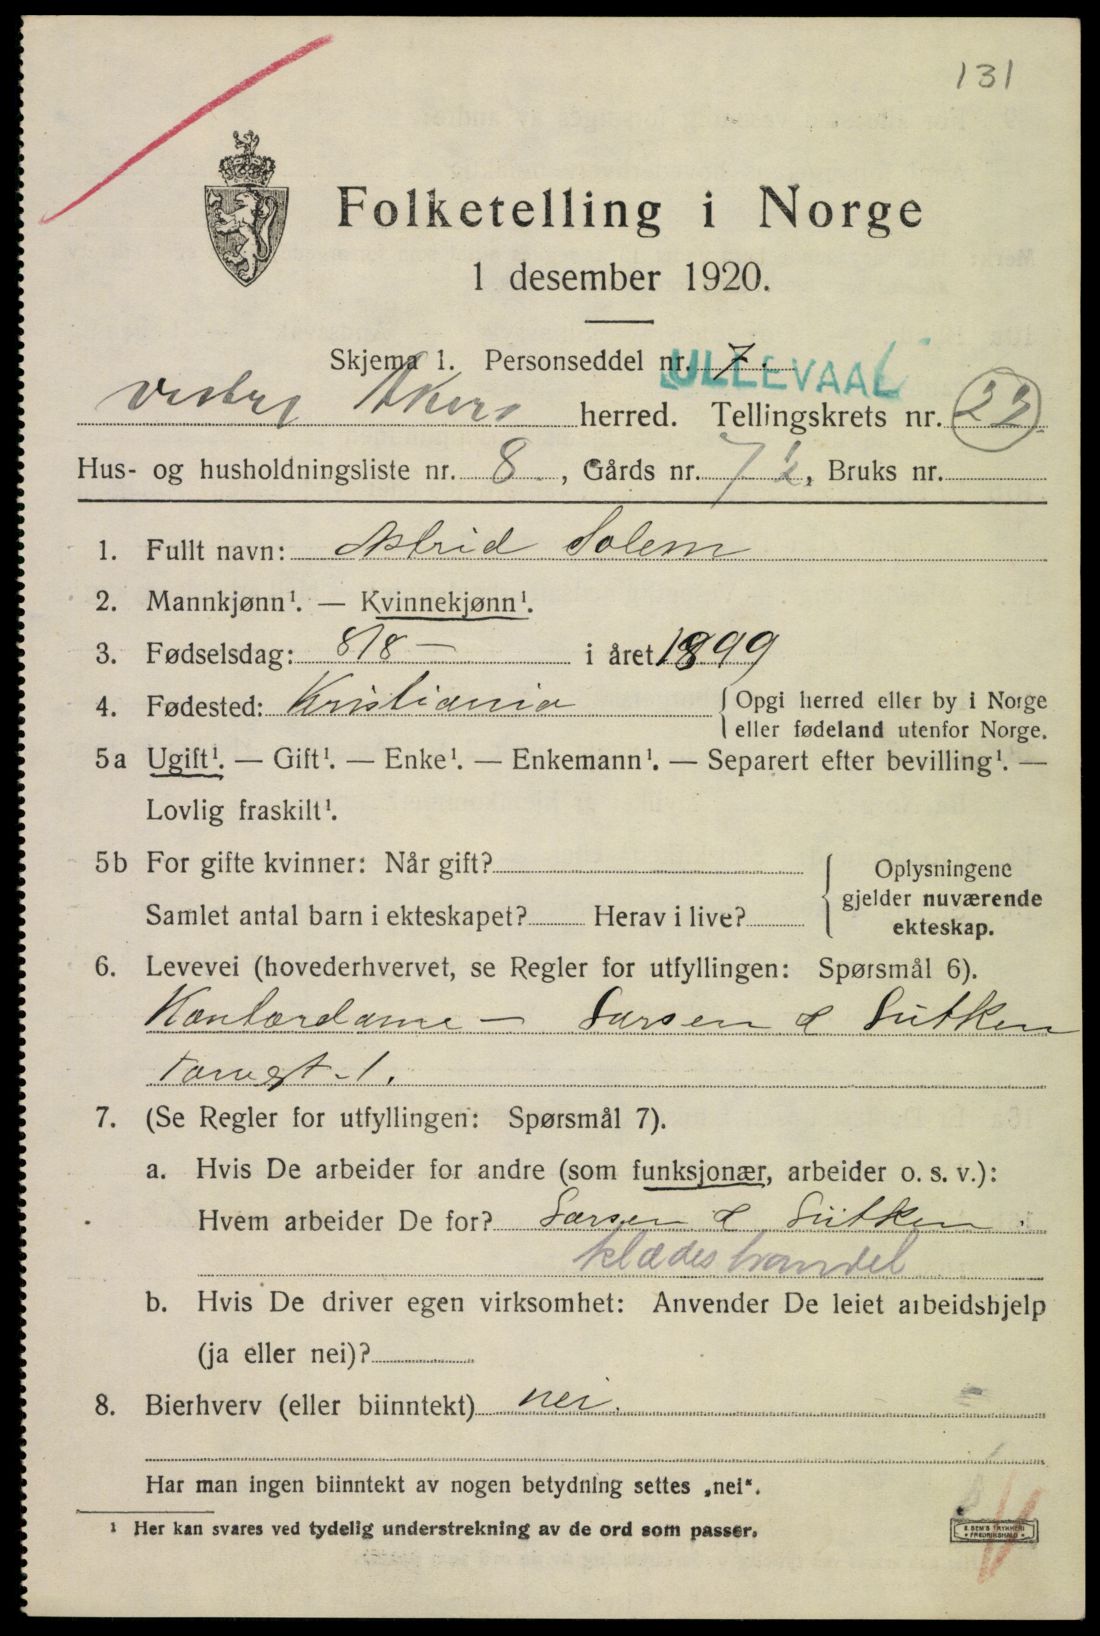 131
Folketelling i Norge
1 desember 1920.
Skjema 1. Personseddel nr. 7.
ULLEVAAL
Vestre Akers herred. Tellingskrets nr. 22
Hus- og husholdningsliste nr. 8, Gårds nr. 72, Bruks nr.
1. Fullt navn: Astrid Solem
2. Mannkjønn¹. — Kvinnekjønn¹.
3. Fødselsdag: 8/8 — i året 1899
4. Fødested: Kristiania {Opgi herred eller by i Norge
eller fødeland utenfor Norge.
5a Ugift¹. — Gift¹. — Enke¹. — Enkemann¹. — Separert efter bevilling¹. —
Lovlig fraskilt¹.
5b For gifte kvinner: Når gift?
Samlet antal barn i ekteskapet? Herav i live?
{Oplysningene
gjelder nuværende
ekteskap.
6. Levevei (hovederhvervet, se Regler for utfyllingen: Spørsmål 6).
Kontordame — Larsen & Lütken
Torvgt. 1.
7. (Se Regler for utfyllingen: Spørsmål 7).
a. Hvis De arbeider for andre (som funksjonær, arbeider o. s. v.):
Hvem arbeider De for? Larsen & Lütken.
klædeshandel
b. Hvis De driver egen virksomhet: Anvender De leiet arbeidshjelp
(ja eller nei)?
8. Bierhverv (eller biinntekt) nei.
Har man ingen biinntekt av nogen betydning settes „nei“.
¹ Her kan svares ved tydelig understrekning av de ord som passer.
E. SEM'S TRYKKERI
FREDRIKSHALD